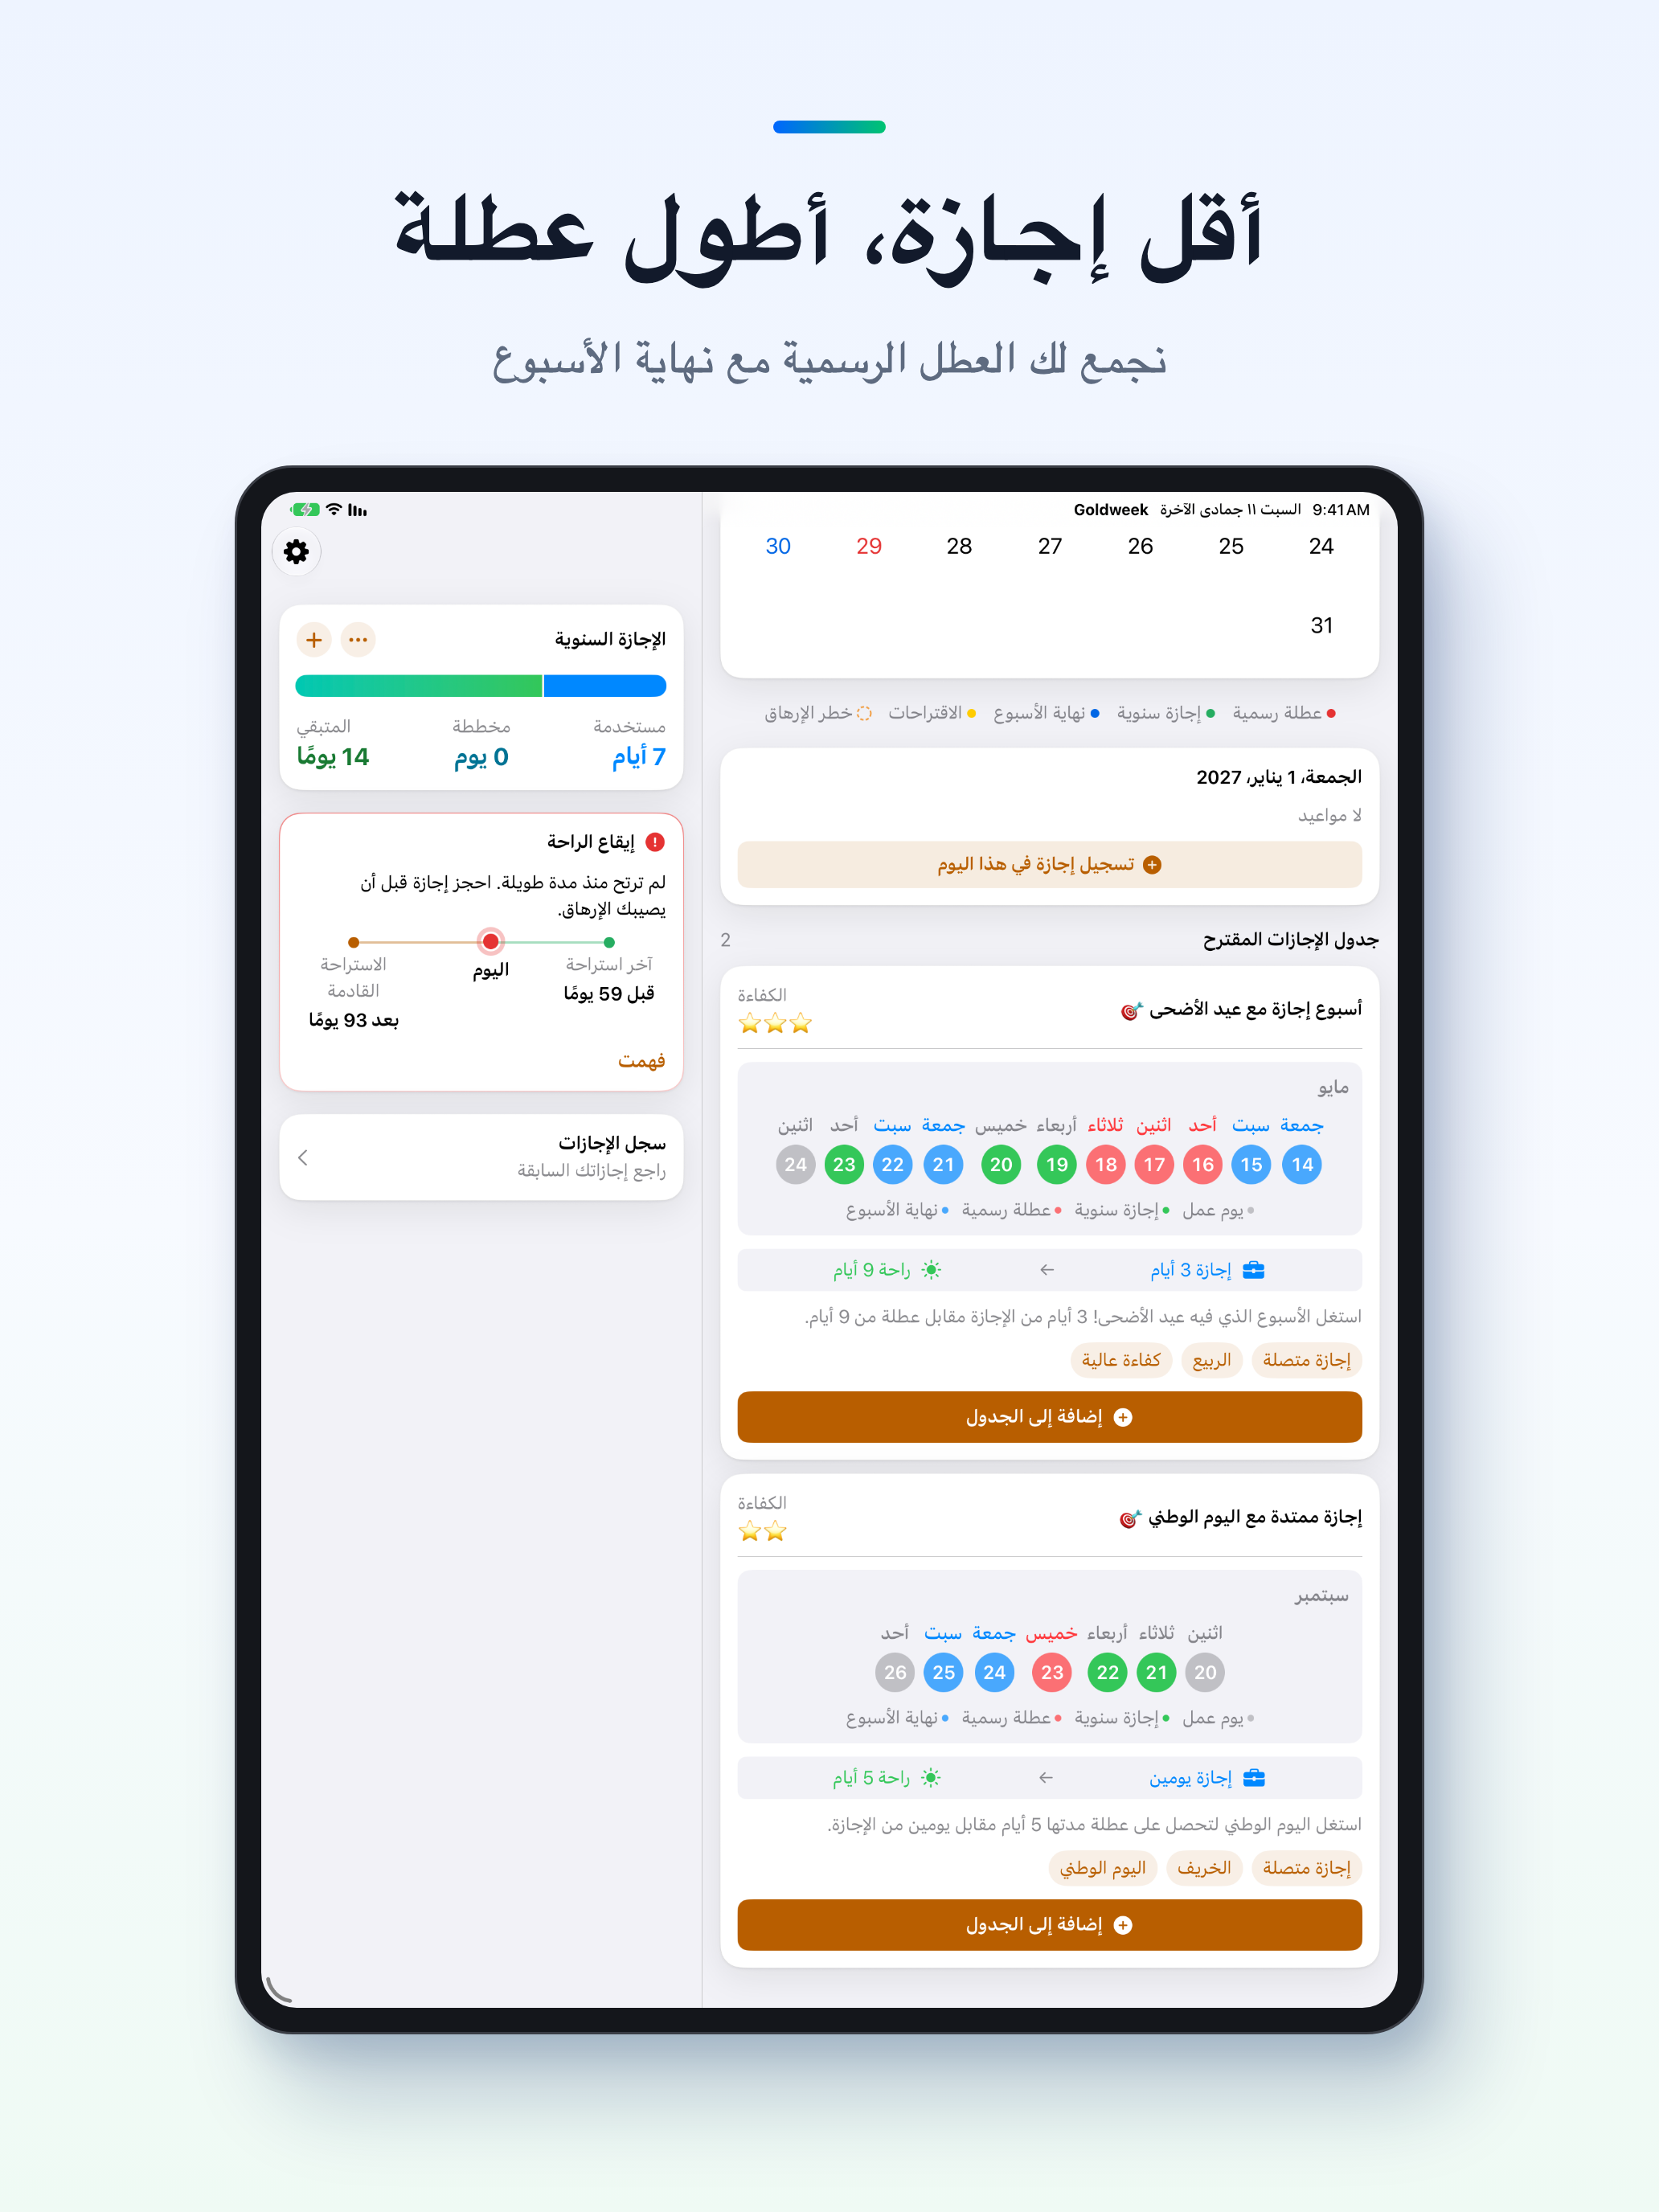 أقل إجازة، أطول عطلة
نجمع لك العطل الرسمية مع نهاية الأسبوع
9:41 AM السبت ١١ جمادى الآخرة Goldweek
24 25 26 27 28 29 30
31
عطلة رسمية إجازة سنوية نهاية الأسبوع الاقتراحات خطر الإرهاق
الجمعة، 1 يناير، 2027
لا مواعيد
تسجيل إجازة في هذا اليوم
جدول الإجازات المقترح 2
أسبوع إجازة مع عيد الأضحى
الكفاءة
مايو
جمعة سبت أحد اثنين ثلاثاء أربعاء خميس جمعة سبت أحد اثنين
14 15 16 17 18 19 20 21 22 23 24
يوم عمل إجازة سنوية عطلة رسمية نهاية الأسبوع
إجازة 3 أيام ← راحة 9 أيام
استغل الأسبوع الذي فيه عيد الأضحى! 3 أيام من الإجازة مقابل عطلة من 9 أيام.
إجازة متصلة الربيع كفاءة عالية
إضافة إلى الجدول
إجازة ممتدة مع اليوم الوطني
الكفاءة
سبتمبر
اثنين ثلاثاء أربعاء خميس جمعة سبت أحد
20 21 22 23 24 25 26
يوم عمل إجازة سنوية عطلة رسمية نهاية الأسبوع
إجازة يومين ← راحة 5 أيام
استغل اليوم الوطني لتحصل على عطلة مدتها 5 أيام مقابل يومين من الإجازة.
إجازة متصلة الخريف اليوم الوطني
إضافة إلى الجدول
الإجازة السنوية
مستخدمة مخططة المتبقي
7 أيام 0 يوم 14 يومًا
إيقاع الراحة
لم ترتح منذ مدة طويلة. احجز إجازة قبل أن
يصيبك الإرهاق.
آخر استراحة
قبل 59 يومًا
اليوم
الاستراحة
القادمة
بعد 93 يومًا
فهمت
سجل الإجازات
راجع إجازاتك السابقة